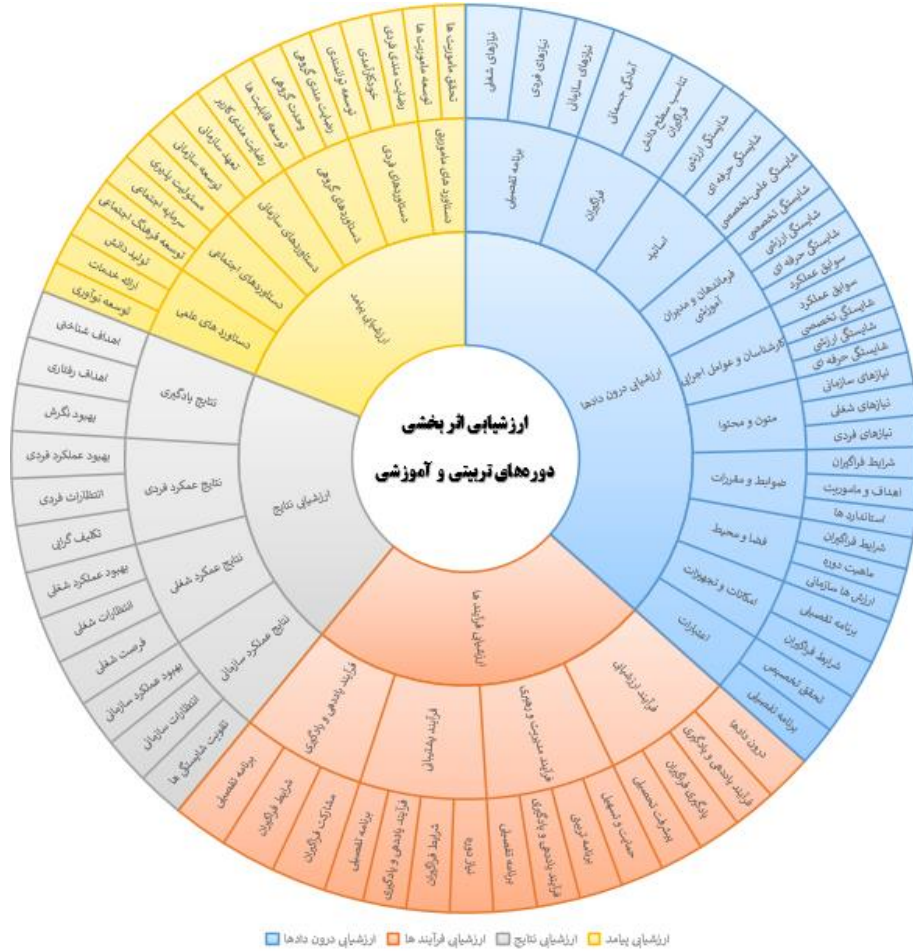 ارزشیابی اثر بخشی
دوره‌های تربیتی و آموزشی
ارزشیابی درون دادها
برنامه تفصیلی
نیازهای شغلی
نیازهای فردی
نیازهای سازمانی
فراگیران
آمادگی جسمانی
تناسب سطح دانش
فراگیران
اساتید
شایستگی ارزشی
شایستگی حرفه ای
شایستگی علمی-تخصصی
فرماندهان و مدیران
آموزشی
شایستگی تخصصی
شایستگی ارزشی
شایستگی حرفه ای
سوابق عملکرد
کارشناسان و عوامل اجرایی
سوابق عملکرد
شایستگی تخصصی
شایستگی ارزشی
شایستگی حرفه ای
متون و محتوا
نیازهای سازمانی
نیازهای شغلی
نیازهای فردی
ضوابط و مقررات
شرایط فراگیران
اهداف و ماموریت
استاندارد ها
فضا و محیط
شرایط فراگیران
ماهیت دوره
ارزش ها سازمانی
امکانات و تجهیزات
برنامه تفصیلی
شرایط فراگیران
اعتبارات
تحقق تخصیص
برنامه تفصیلی
ارزشیابی فرآیند ها
فرآیند ارزشیابی
درون دادها
فرآیند یاددهی و یادگیری
یادگیری فراگیران
پیشرفت تحصیلی
فرآیند مدیریت و رهبری
حمایت و تسهیل
برنامه تربیتی
فرآیند یاددهی و یادگیری
برنامه تفصیلی
فرآیند پشتیبانی
نیاز دوره
شرایط فراگیران
فرآیند یاددهی و یادگیری
برنامه تفصیلی
فرآیند یاددهی و یادگیری
مشارکت فراگیران
شرایط فراگیران
برنامه تفصیلی
ارزشیابی نتایج
نتایج عملکرد سازمانی
تقویت شایستگی ها
انتظارات سازمانی
بهبود عملکرد سازمانی
نتایج عمکرد شغلی
فرصت شغلی
انتظارات شغلی
بهبود عملکرد شغلی
نتایج عمکرد فردی
تکلیف گرایی
انتظارات فردی
بهبود عملکرد فردی
نتایج یادگیری
بهبود نگرش
اهداف رفتاری
اهداف شناختی
ارزشیابی پیامد
دستاورد های علمی
توسعه نوآوری
ارائه خدمات
تولید دانش
دستاوردهای اجتماعی
توسعه فرهنگ اجتماعی
سرمایه اجتماعی
مسئولیت پذیری
دستاوردهای سازمانی
توسعه سازمانی
تعهد سازمانی
رضایت مندی کاربر
توسعه قابلیت ها
دستاوردهای گروهی
وحدت گروهی
رضایت مندی گروهی
توسعه توانمندی
دستاوردهای فردی
خودکارآمدی
رضایت مندی فردی
دستاورد های ماموریتی
توسعه ماموریت ها
تحقق ماموریت ها
ارزشیابی پیامد ارزشیابی نتایج ارزشیابی فرآیند ها ارزشیابی درون دادها